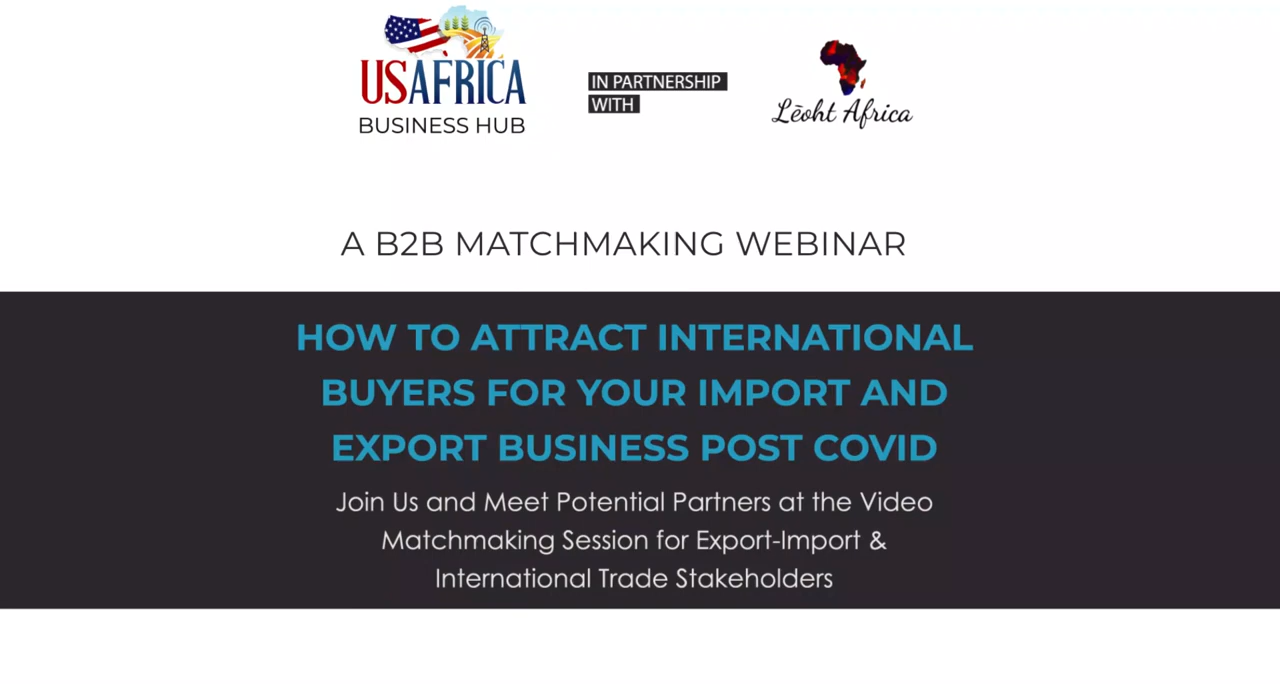 USAFRICA
BUSINESS HUB
IN PARTNERSHIP
WITH
Lēoht Africa
A B2B MATCHMAKING WEBINAR
HOW TO ATTRACT INTERNATIONAL
BUYERS FOR YOUR IMPORT AND
EXPORT BUSINESS POST COVID
Join Us and Meet Potential Partners at the Video
Matchmaking Session for Export-Import &
International Trade Stakeholders